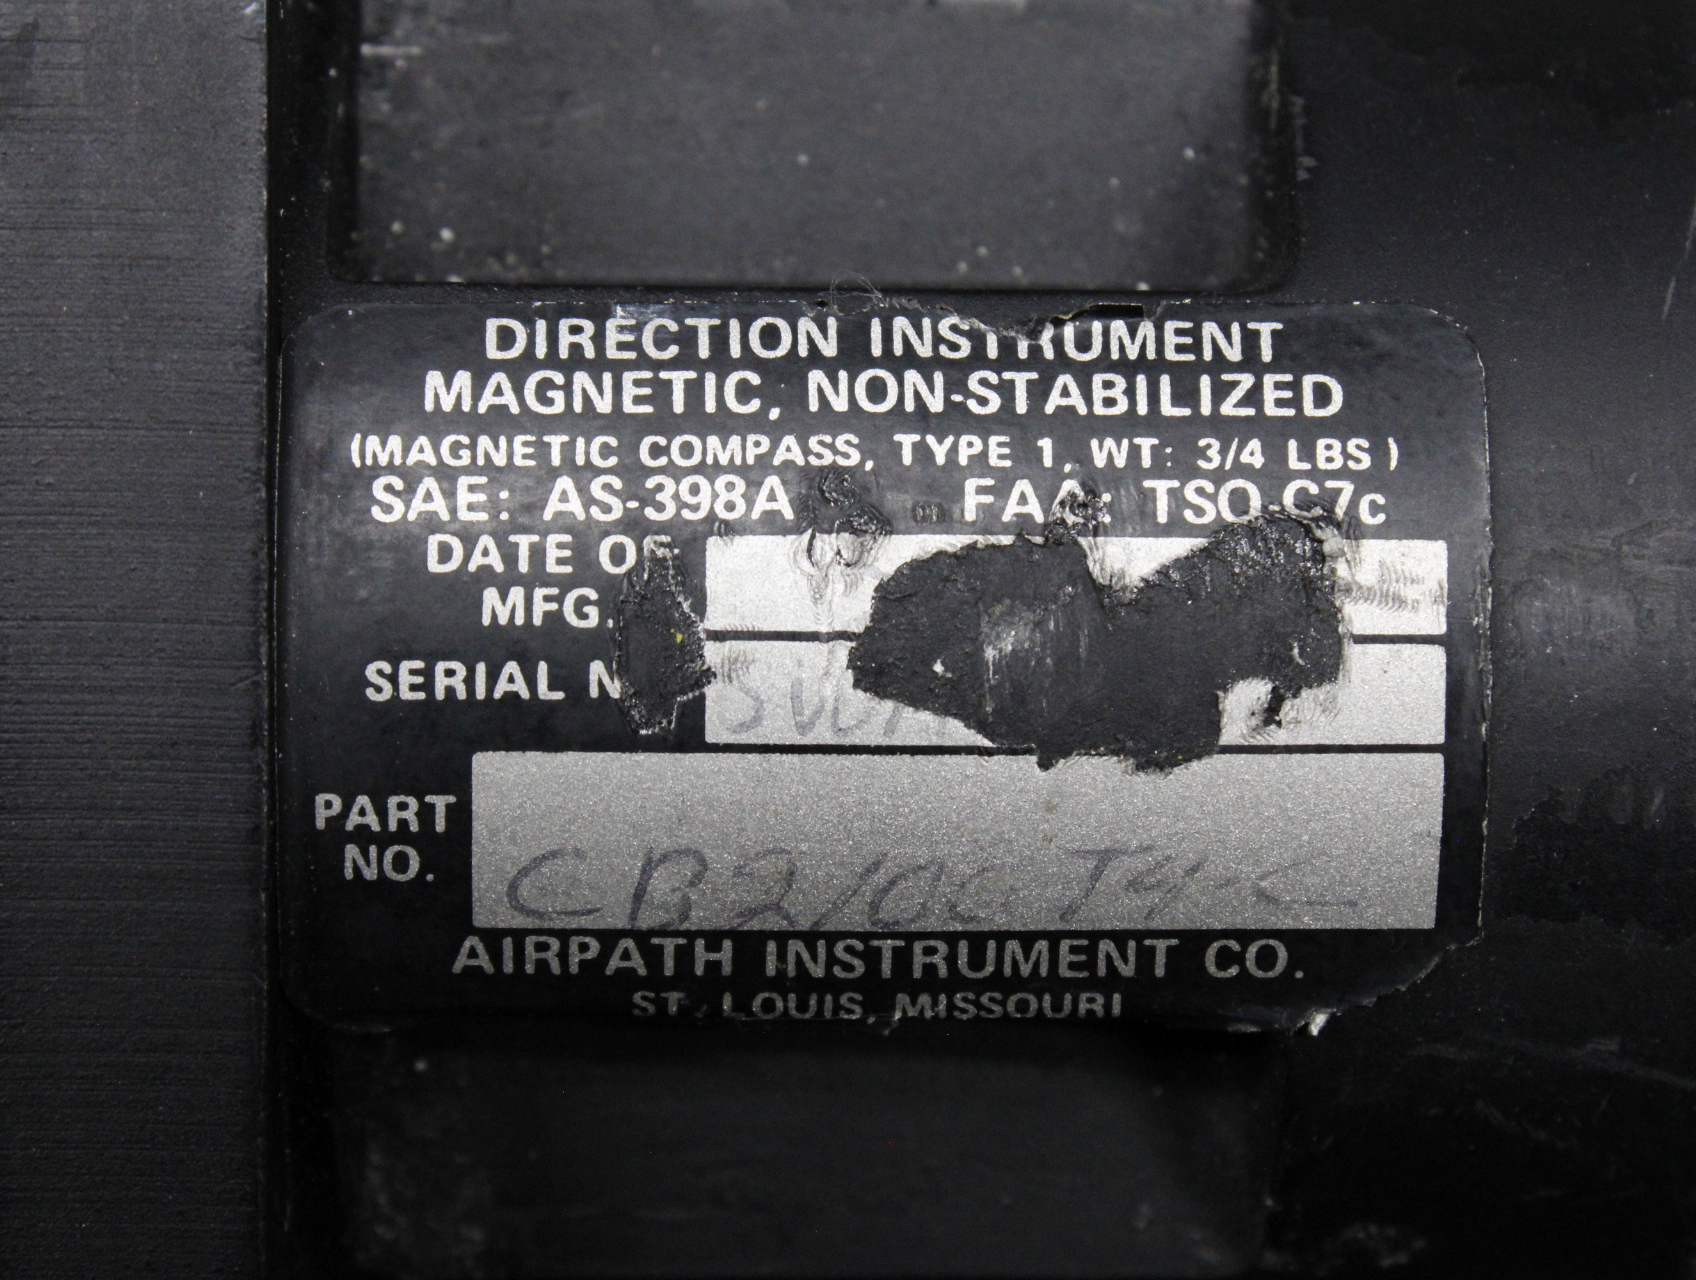 DIRECTION INSTRUMENT
MAGNETIC, NON-STABILIZED
(MAGNETIC COMPASS, TYPE 1, WT: 3/4 LBS)
SAE: AS-398A FAA: TSO C7c
DATE OF
MFG.
SERIAL
PART
NO.
AIRPATH INSTRUMENT CO.
ST. LOUIS, MISSOURI